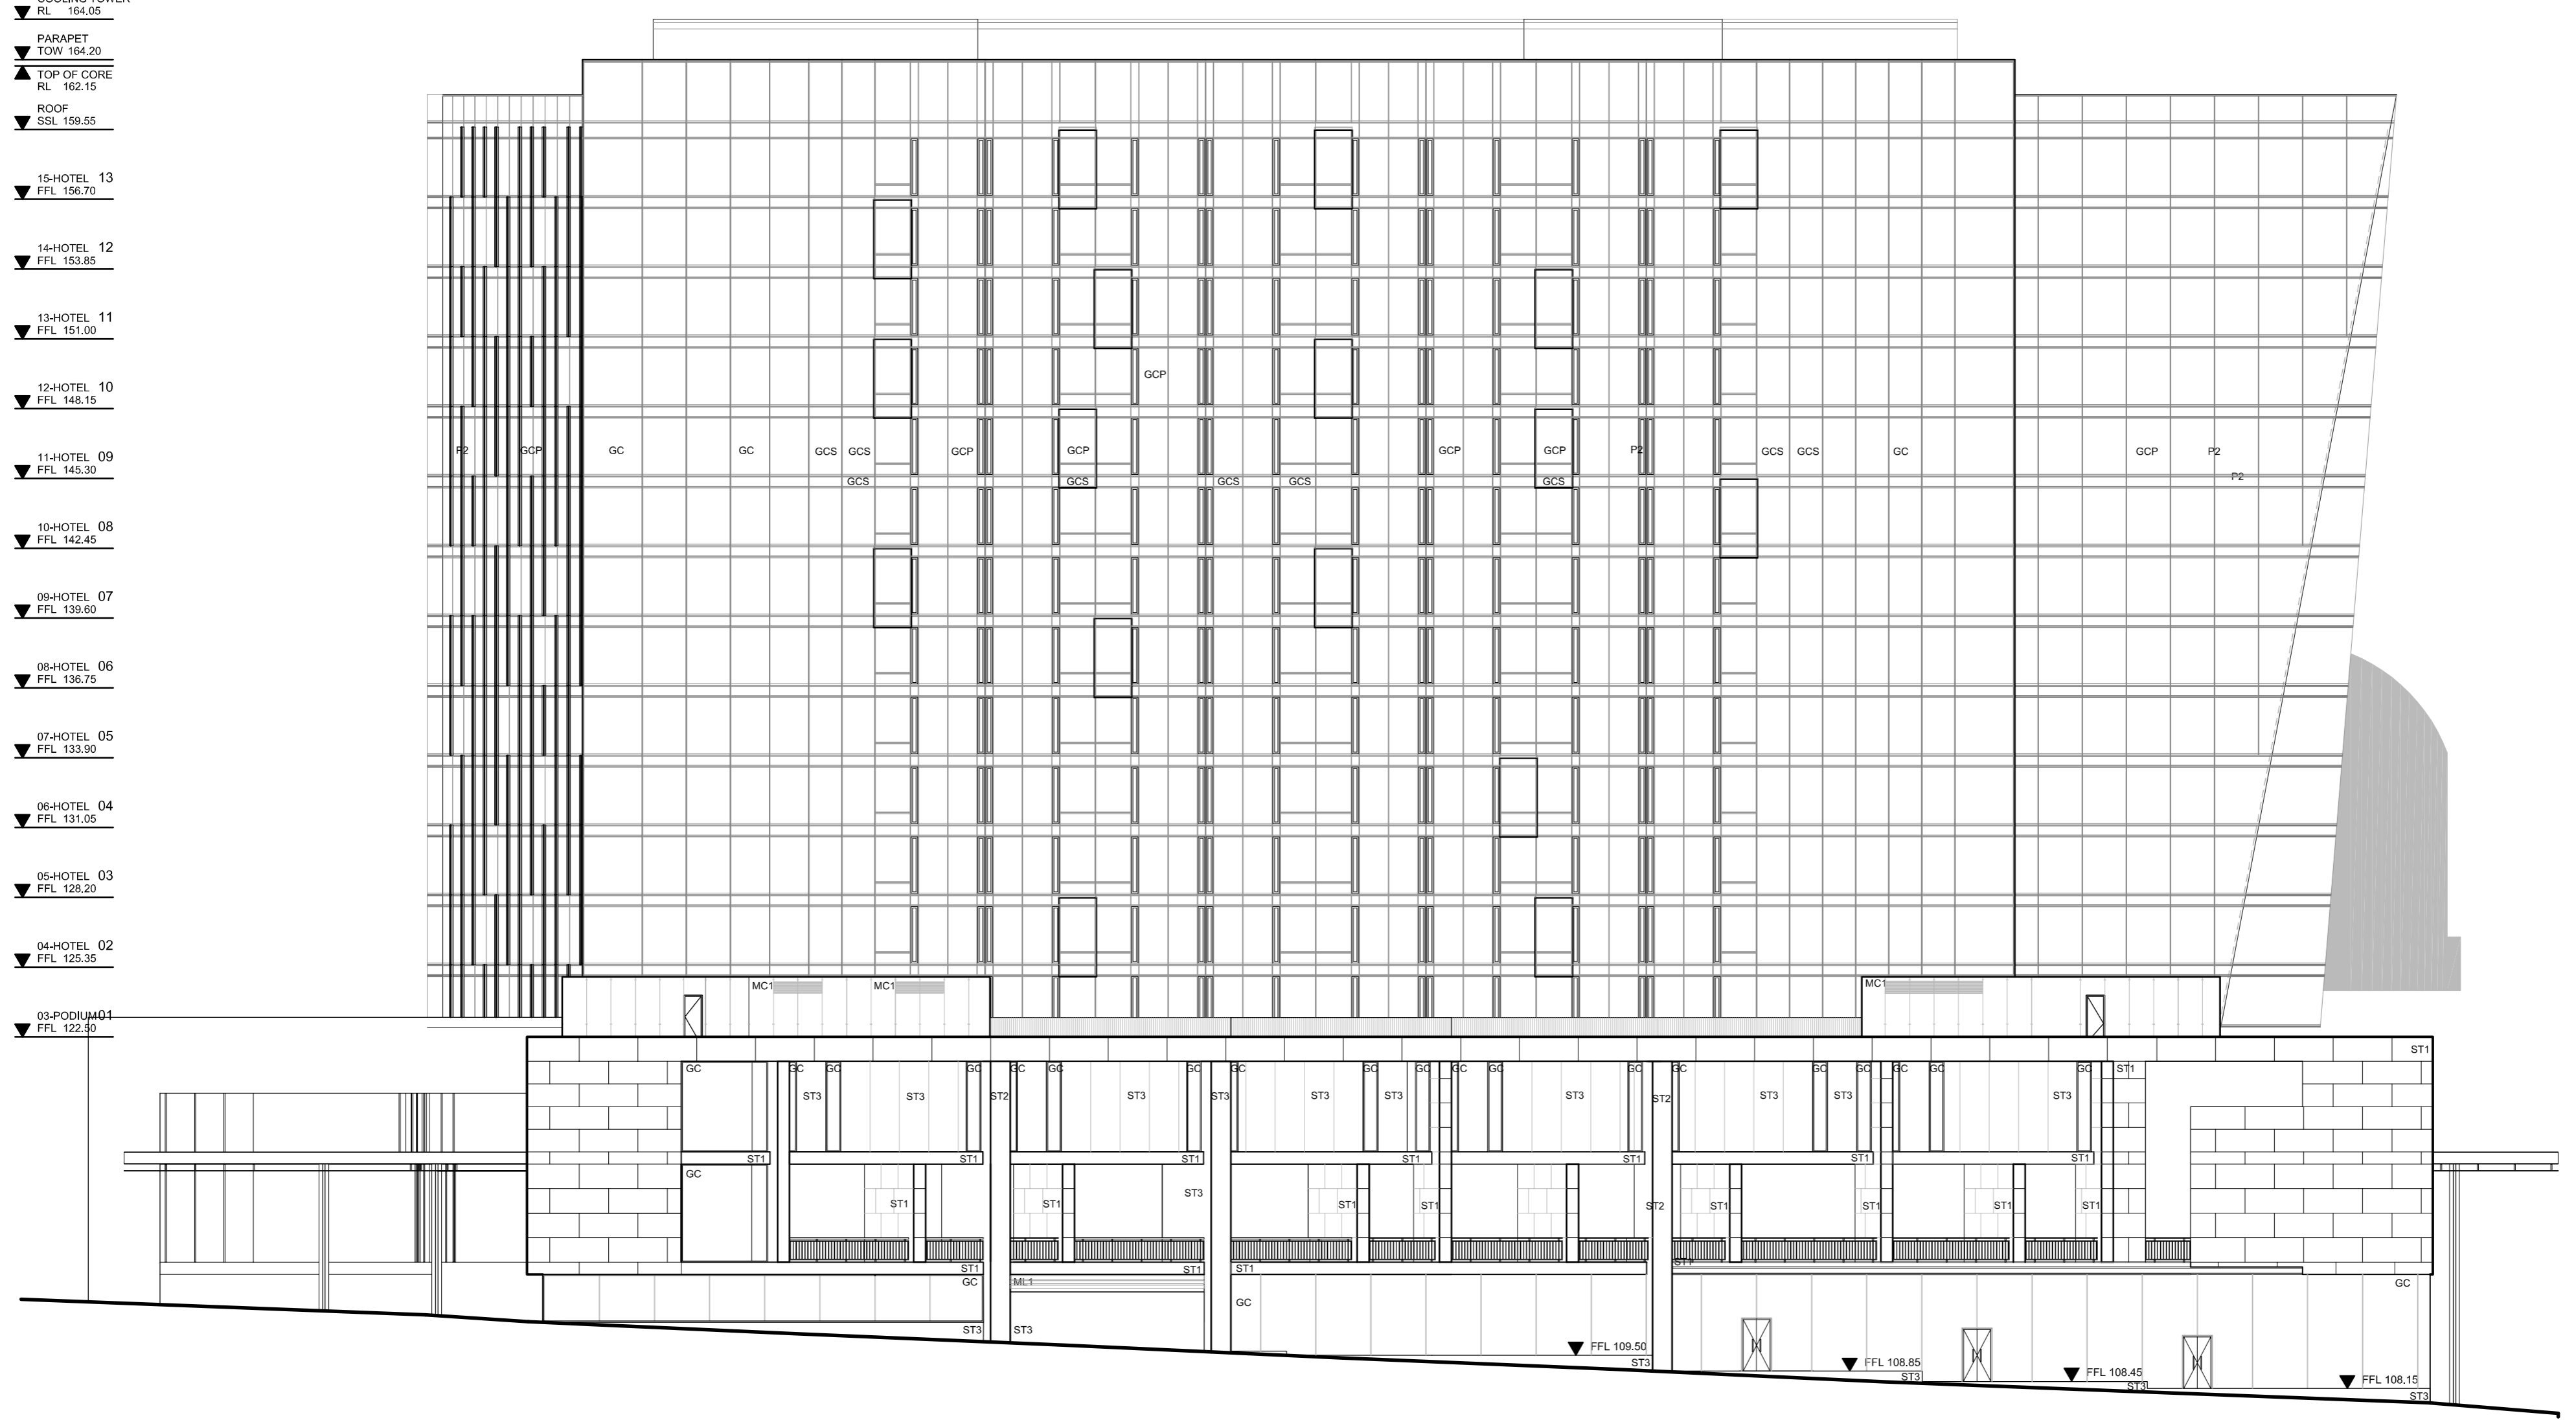 COOLING TOWER
RL 164.05
PARAPET
TOW 164.20
TOP OF CORE
RL 162.15
ROOF
SSL 159.55
15-HOTEL 13
FFL 156.70
14-HOTEL 12
FFL 153.85
13-HOTEL 11
FFL 151.00
12-HOTEL 10
FFL 148.15
GCP
11-HOTEL 09
FFL 145.30
P2 GCP GC GC GCS GCS GCP GCP GCP GCP P2 GCS GCS GC GCP P2
P2
GCS GCS GCS GCS GCS
10-HOTEL 08
FFL 142.45
09-HOTEL 07
FFL 139.60
08-HOTEL 06
FFL 136.75
07-HOTEL 05
FFL 133.90
06-HOTEL 04
FFL 131.05
05-HOTEL 03
FFL 128.20
04-HOTEL 02
FFL 125.35
MC1 MC1 MC1
03-PODIUM 01
FFL 122.50
ST1
GC GC GC GC GC GC GC GC GC GC GC GC GC GC GC GC GC GC GC ST1
ST3 ST3 ST2 ST3 ST3 ST3 ST3 ST3 ST2 ST3 ST3 ST3
ST1 ST1 ST1 ST1 ST1 ST1 ST1
GC
ST3
ST1 ST1 ST1 ST1 ST2 ST1 ST1 ST1 ST1
ST1 ST1 ST1 ST1
GC ML1 GC
GC
ST3 ST3
FFL 109.50
ST3 FFL 108.85
ST3 FFL 108.45
ST3 FFL 108.15
ST3